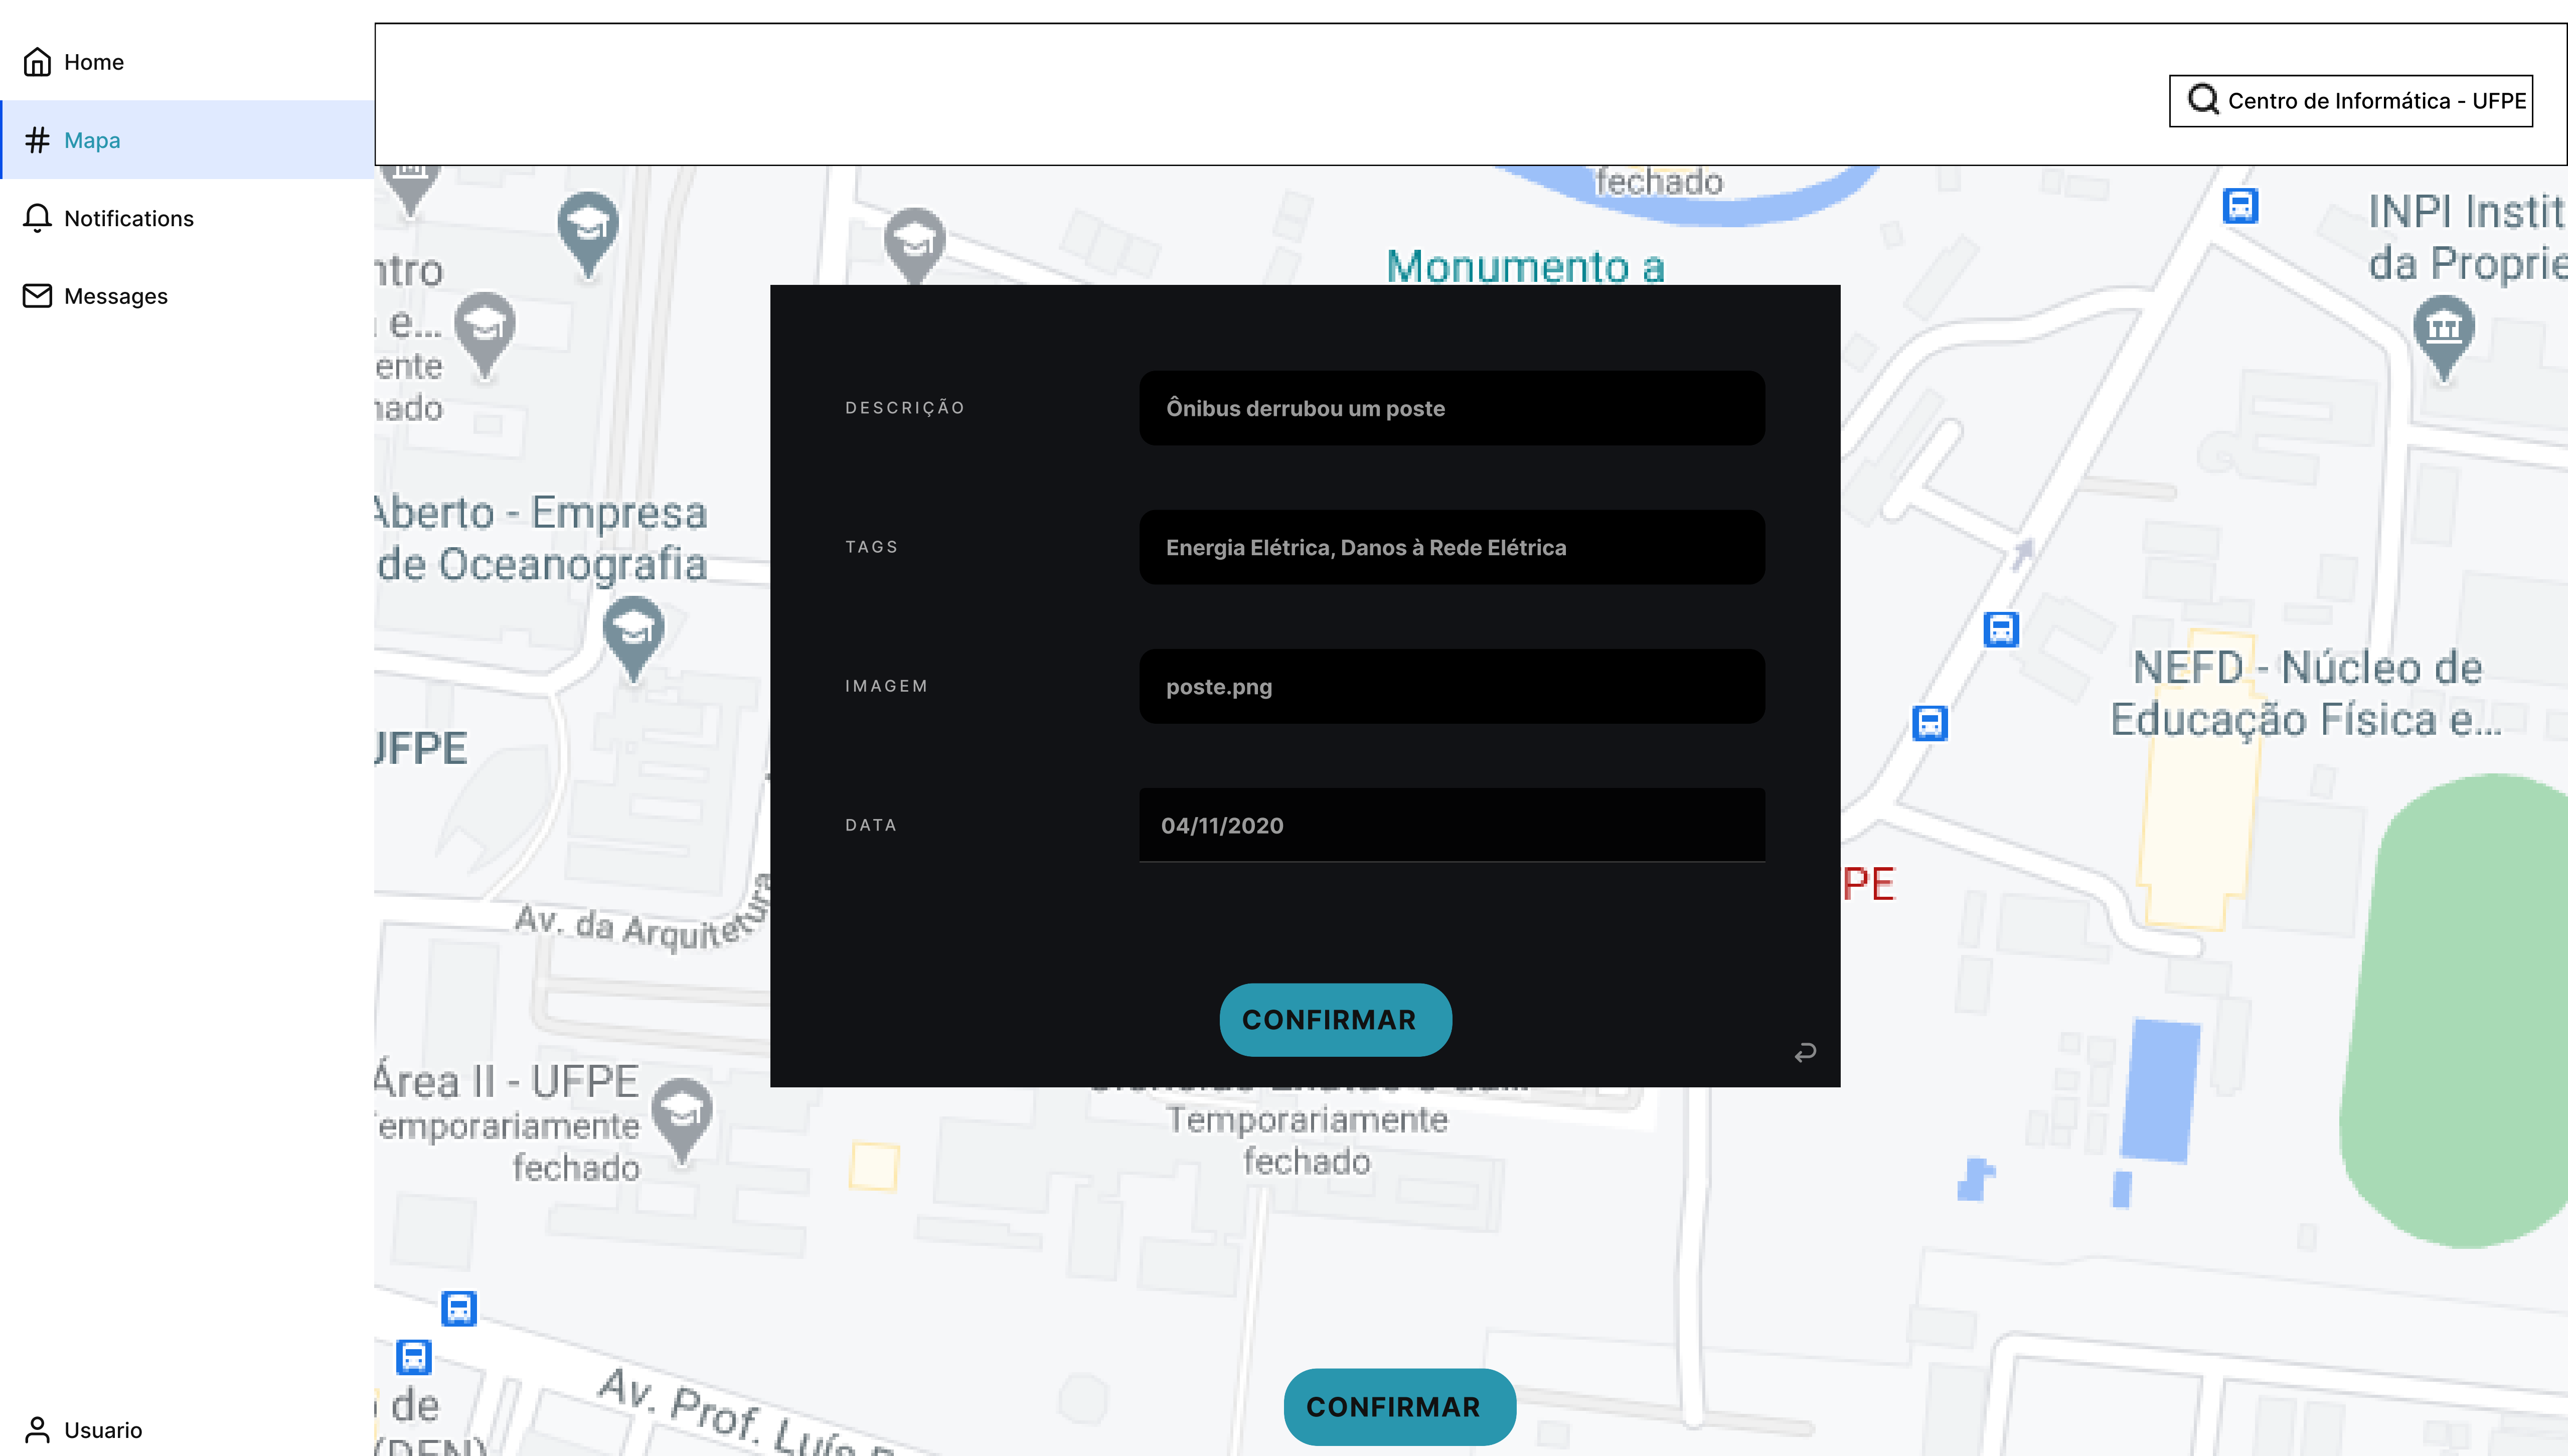 Home
Mapa
Notifications
Messages
Usuario
Centro de Informática - UFPE
fechado
INPI Instit
da Proprie
Monumento a
ntro
e...
ente
nado
Aberto - Empresa
de Oceanografia
UFPE
NEFD - Núcleo de
Educação Física e...
DESCRIÇÃO
Ônibus derrubou um poste
TAGS
Energia Elétrica, Danos à Rede Elétrica
IMAGEM
poste.png
DATA
04/11/2020
CONFIRMAR
PE
Av. da Arquitetura
Área II - UFPE
emporariamente
fechado
Temporariamente
fechado
de
(DEN)
Av. Prof. Luís
CONFIRMAR